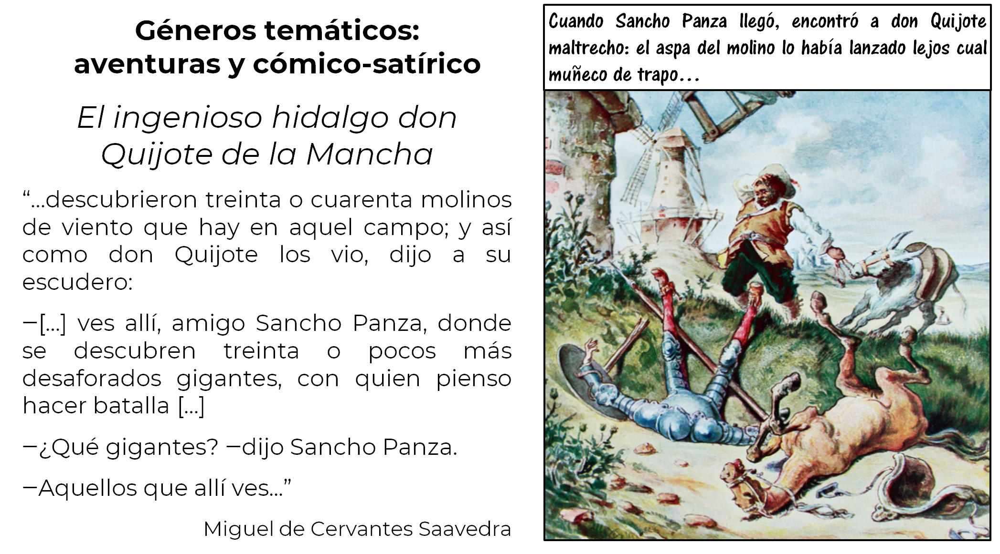 Géneros temáticos:
aventuras y cómico-satírico
El ingenioso hidalgo don
Quijote de la Mancha
“...descubrieron treinta o cuarenta molinos
de viento que hay en aquel campo; y así
como don Quijote los vio, dijo a su
escudero:
—[...] ves allí, amigo Sancho Panza, donde
se descubren treinta o pocos más
desaforados gigantes, con quien pienso
hacer batalla [...]
—¿Qué gigantes? —dijo Sancho Panza.
—Aquellos que allí ves...”
Miguel de Cervantes Saavedra
Cuando Sancho Panza llegó, encontró a don Quijote
maltrecho: el aspa del molino lo había lanzado lejos cual
muñeco de trapo...